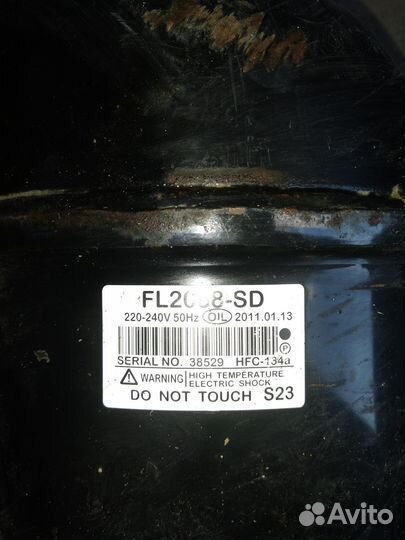 -SD
220-240V 50Hz OIL 2011.01.13
P
SERIAL NO. 38529 HFC-134a
WARNING HIGH TEMPERATURE
ELECTRIC SHOCK
DO NOT TOUCH S23
Avito